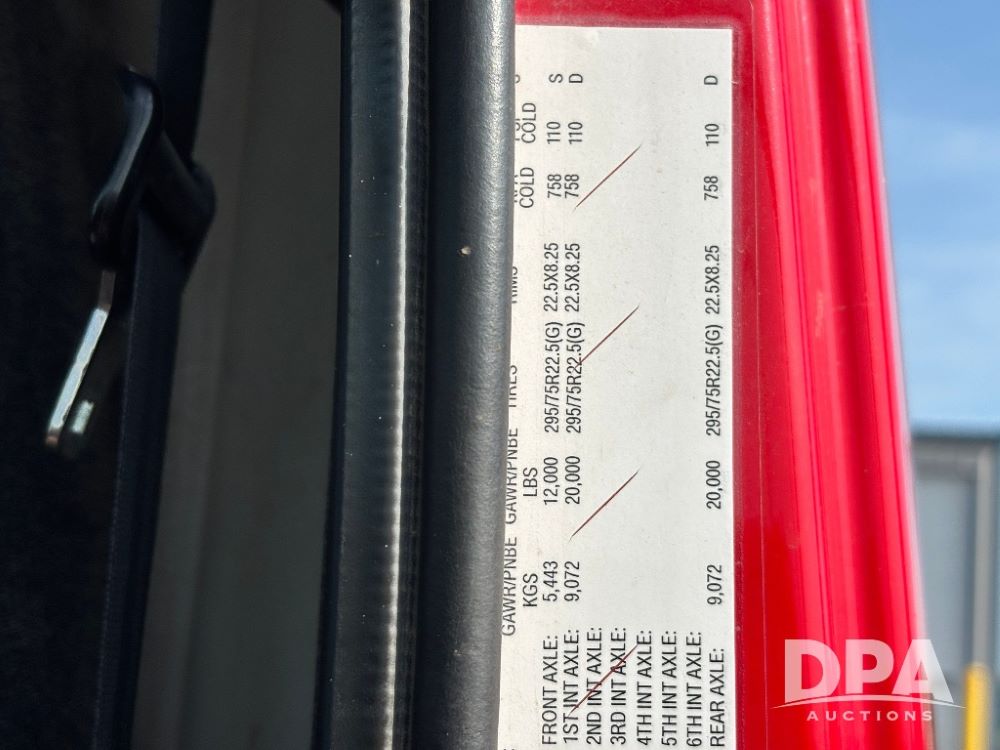 GAWR/PNBE GAWR/PNBE TIRES RIMS
KGS LBS COLD COLD
FRONT AXLE: 5,443 12,000 295/75R22.5(G) 22.5X8.25 758 110 S
1ST INT AXLE: 9,072 20,000 295/75R22.5(G) 22.5X8.25 758 110 D
2ND INT AXLE:
3RD INT AXLE:
4TH INT AXLE:
5TH INT AXLE:
6TH INT AXLE:
REAR AXLE: 9,072 20,000 295/75R22.5(G) 22.5X8.25 758 110 D
DPA
AUCTIONS